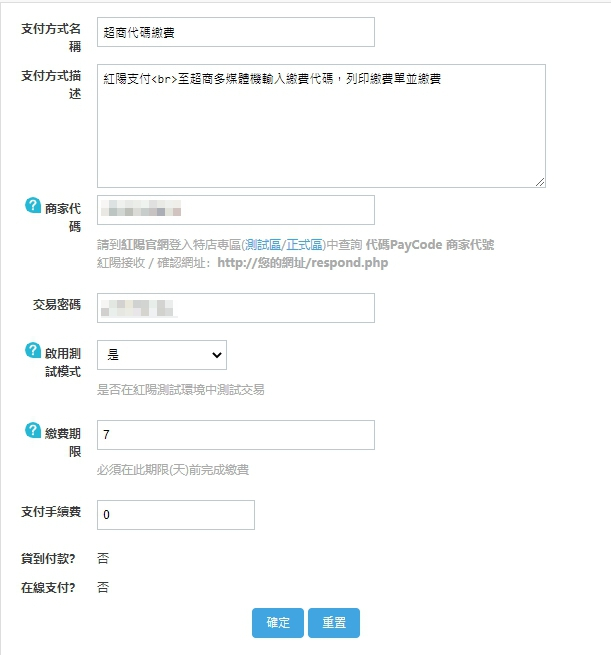 支付方式名
稱
超商代碼繳費
支付方式描
述
紅陽支付<br>至超商多媒體機輸入繳費代碼，列印繳費單並繳費
? 商家代
碼
請到紅陽官網登入特店專區(測試區/正式區)中查詢 代碼PayCode 商家代號
紅陽接收 / 確認網址：http://您的網址/respond.php
交易密碼
? 啟用測
試模式
是
是否在紅陽測試環境中測試交易
? 繳費期
限
7
必須在此期限(天)前完成繳費
支付手續費
0
貨到付款? 否
在線支付? 否
確定 重置